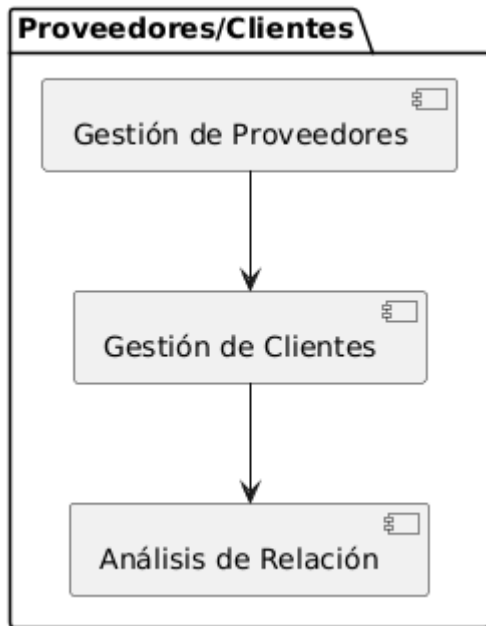 Proveedores/Clientes
Gestión de Proveedores
Gestión de Clientes
Análisis de Relación